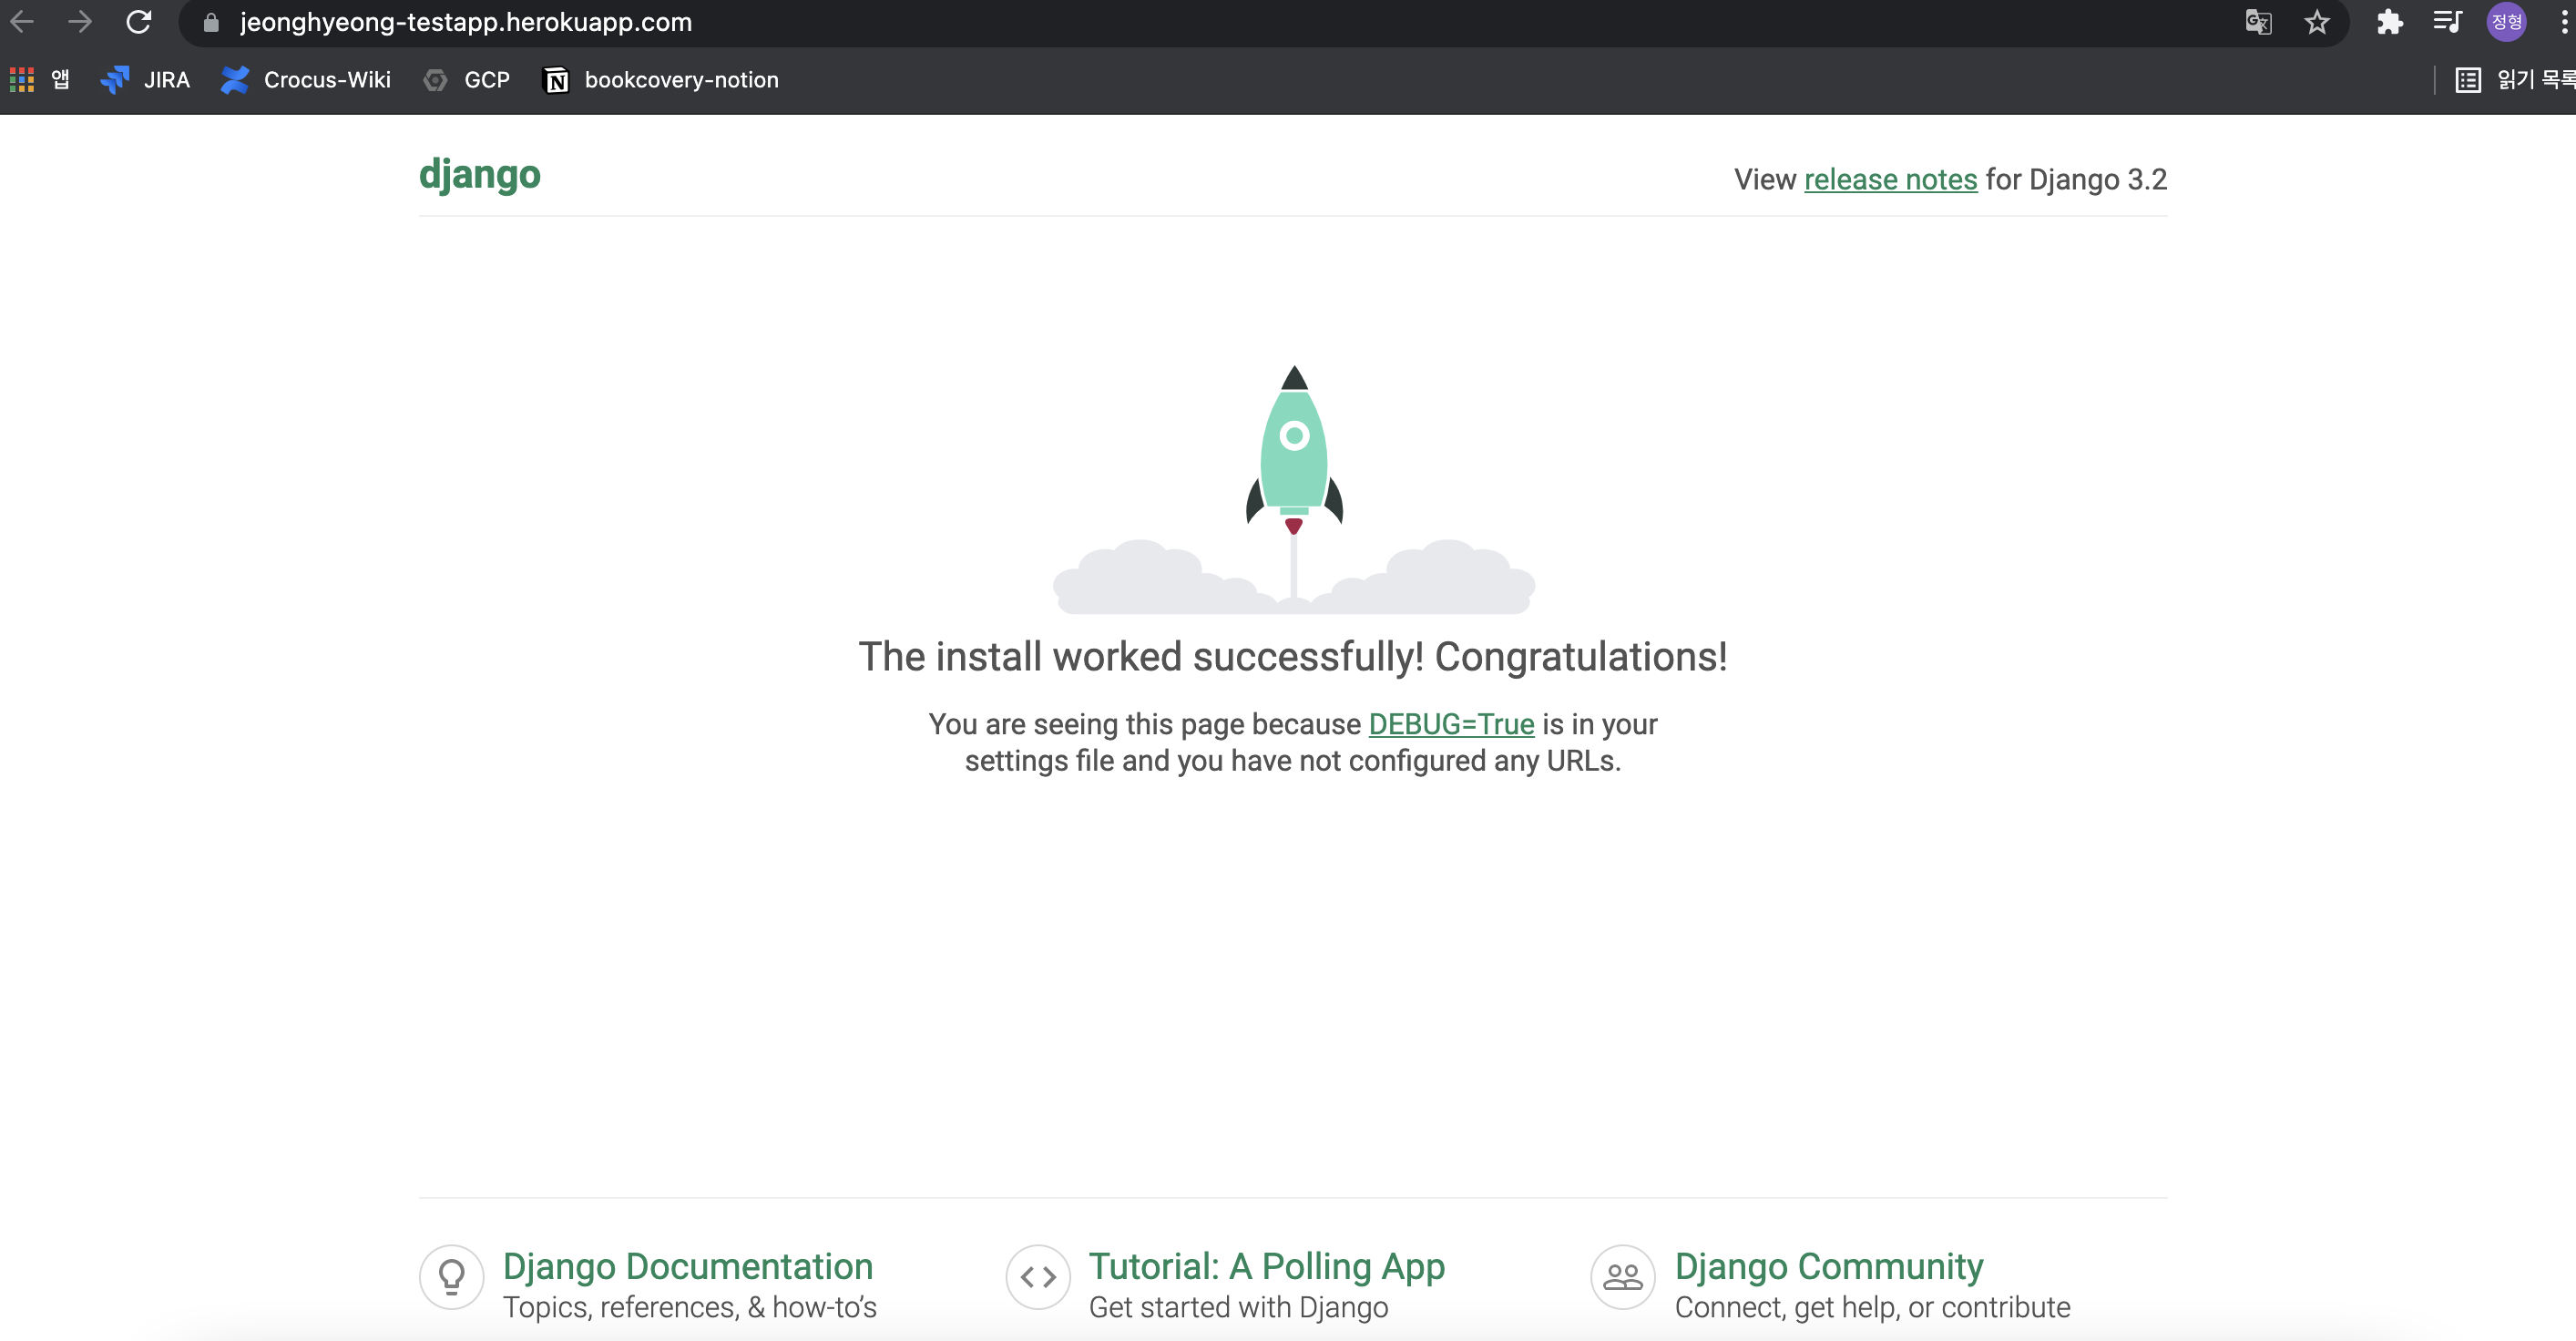 jeonghyeong-testapp.herokuapp.com
정형
앱 JIRA Crocus-Wiki GCP bookcovery-notion 읽기 목록
django
View release notes for Django 3.2
The install worked successfully! Congratulations!
You are seeing this page because DEBUG=True is in your
settings file and you have not configured any URLs.
Django Documentation
Topics, references, & how-to’s
Tutorial: A Polling App
Get started with Django
Django Community
Connect, get help, or contribute